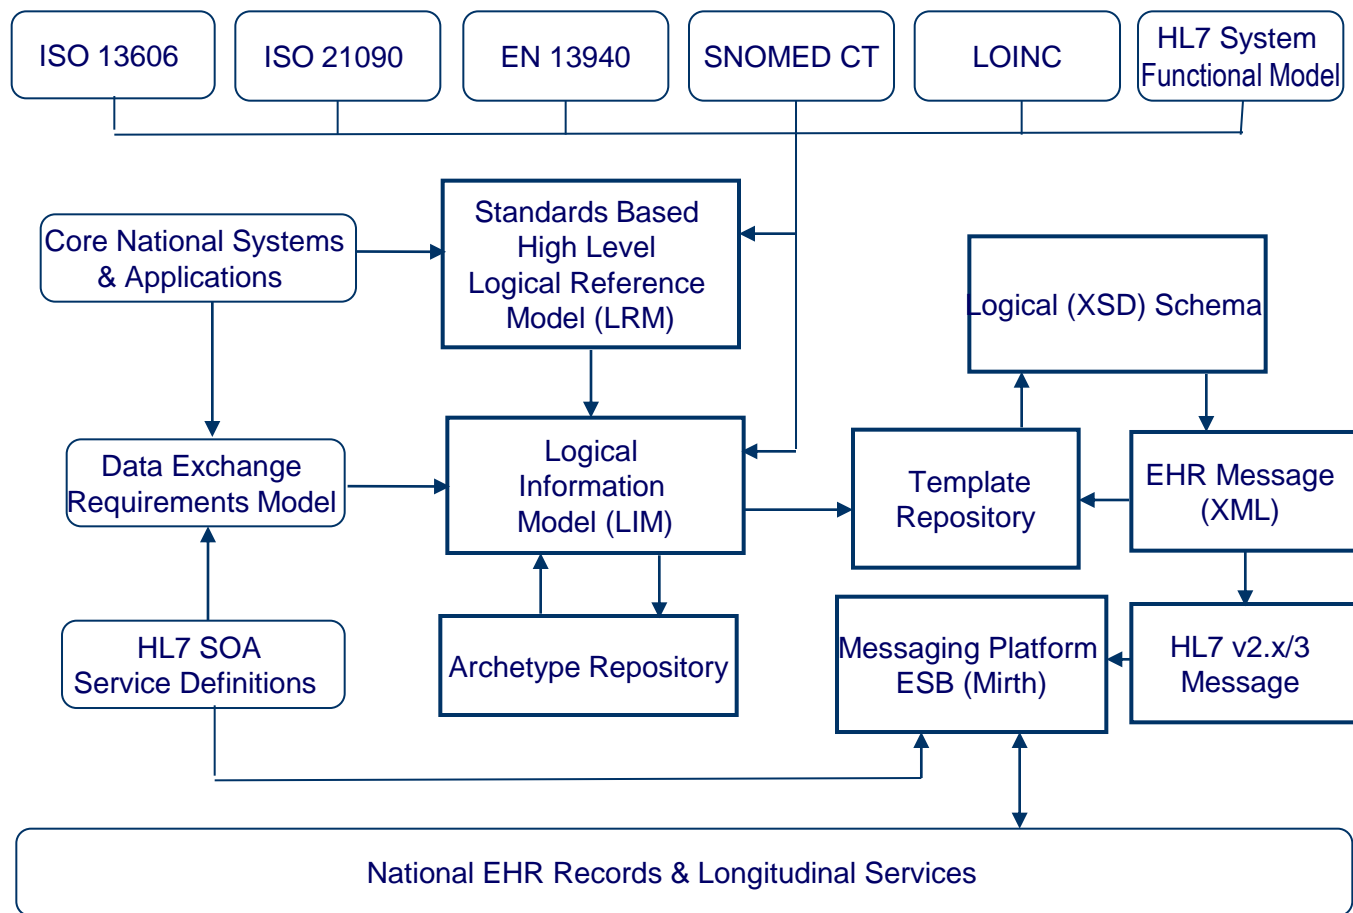 ISO 13606
ISO 21090
EN 13940
SNOMED CT
LOINC
HL7 System
Functional Model
Standards Based
High Level
Logical Reference
Model (LRM)
Core National Systems
& Applications
Logical (XSD) Schema
Data Exchange
Requirements Model
Logical
Information
Model (LIM)
Template
Repository
EHR Message
(XML)
HL7 SOA
Service Definitions
Archetype Repository
Messaging Platform
ESB (Mirth)
HL7 v2.x/3
Message
National EHR Records & Longitudinal Services